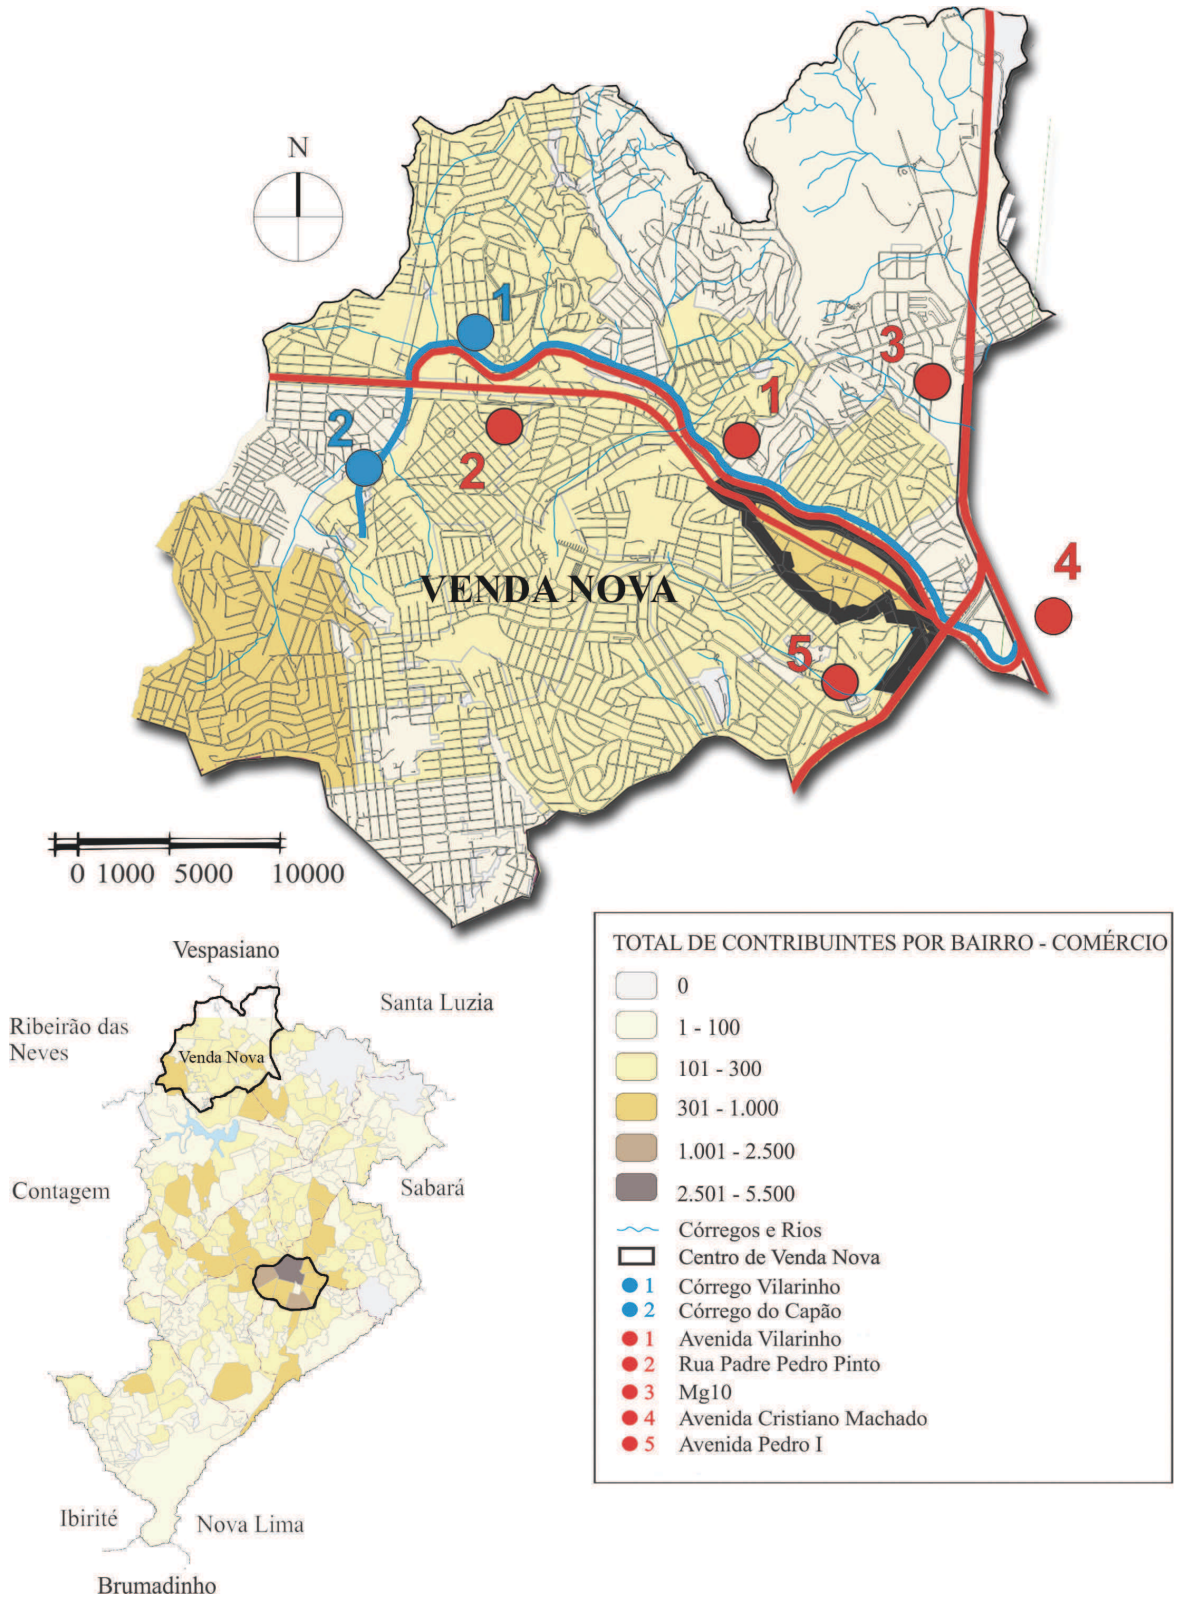 N
1
3
1
2
2
4
VENDA NOVA
5
0 1000 5000 10000
TOTAL DE CONTRIBUINTES POR BAIRRO - COMÉRCIO
0
1 - 100
101 - 300
301 - 1.000
1.001 - 2.500
2.501 - 5.500
Córregos e Rios
Centro de Venda Nova
1 Córrego Vilarinho
2 Córrego do Capão
1 Avenida Vilarinho
2 Rua Padre Pedro Pinto
3 Mg10
4 Avenida Cristiano Machado
5 Avenida Pedro I
Vespasiano
Santa Luzia
Ribeirão das
Neves
Venda Nova
Contagem
Sabará
Ibirité
Nova Lima
Brumadinho